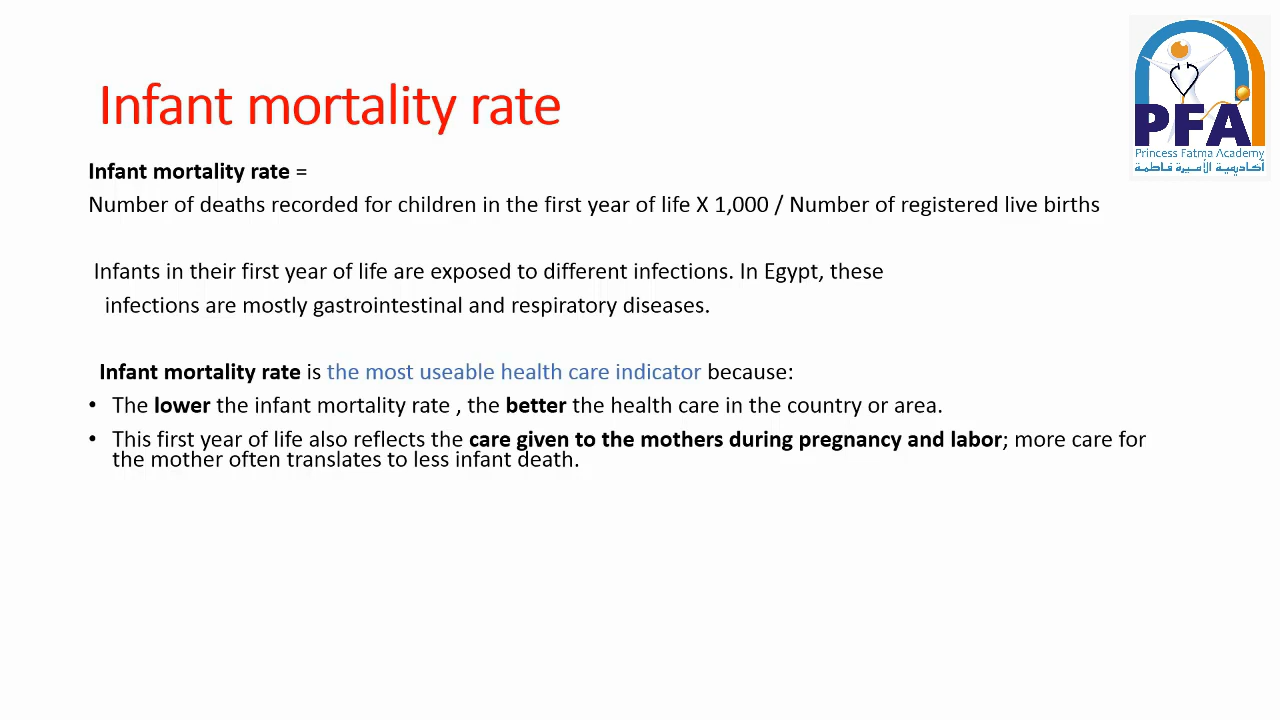 Infant mortality rate
PFA
Princess Fatma Academy
أكاديمية الأميرة فاطمة
Infant mortality rate =
Number of deaths recorded for children in the first year of life X 1,000 / Number of registered live births
Infants in their first year of life are exposed to different infections. In Egypt, these
infections are mostly gastrointestinal and respiratory diseases.
Infant mortality rate is the most useable health care indicator because:
• The lower the infant mortality rate , the better the health care in the country or area.
• This first year of life also reflects the care given to the mothers during pregnancy and labor; more care for
the mother often translates to less infant death.